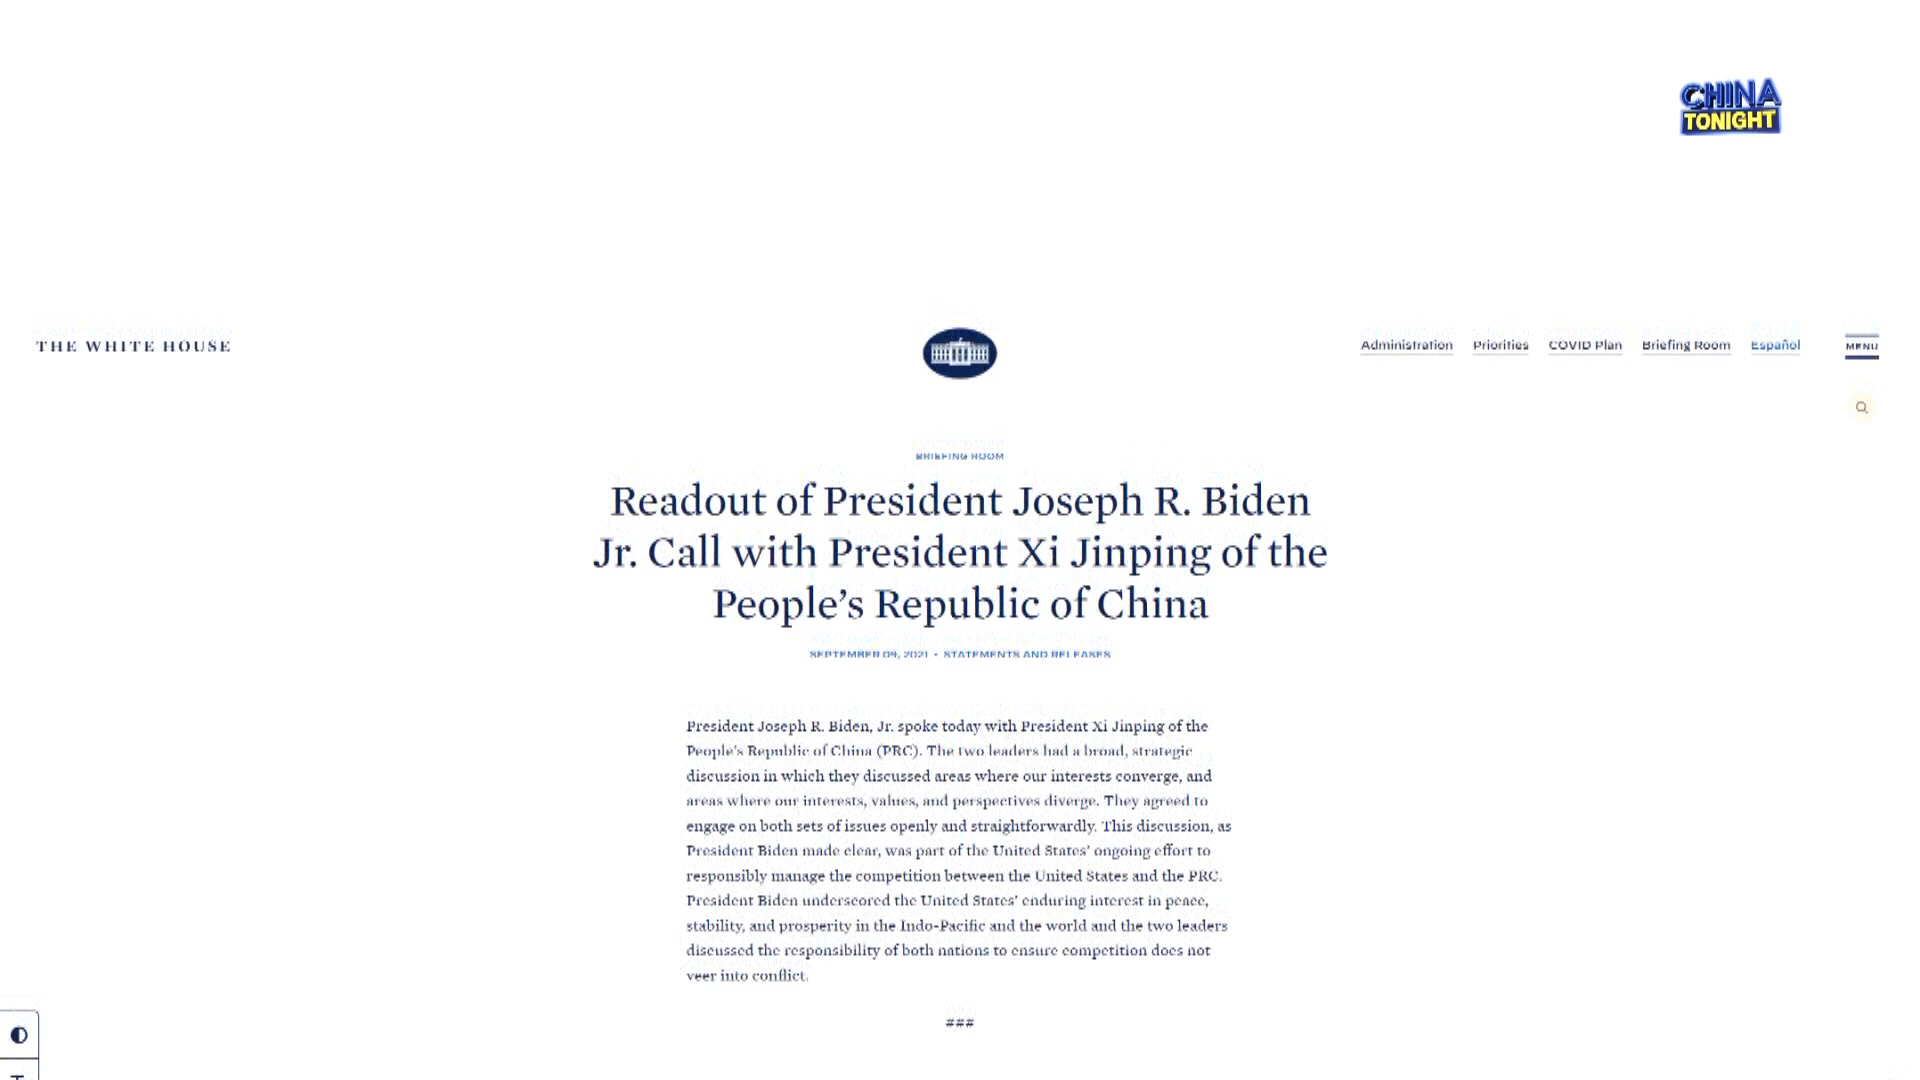 CHINA
TONIGHT
THE WHITE HOUSE
Administration
Priorities
COVID Plan
Briefing Room
Español
MENU
BRIEFING ROOM
Readout of President Joseph R. Biden
Jr. Call with President Xi Jinping of the
People’s Republic of China
SEPTEMBER 09, 2021 • STATEMENTS AND RELEASES
President Joseph R. Biden, Jr. spoke today with President Xi Jinping of the
People’s Republic of China (PRC). The two leaders had a broad, strategic
discussion in which they discussed areas where our interests converge, and
areas where our interests, values, and perspectives diverge. They agreed to
engage on both sets of issues openly and straightforwardly. This discussion, as
President Biden made clear, was part of the United States’ ongoing effort to
responsibly manage the competition between the United States and the PRC.
President Biden underscored the United States’ enduring interest in peace,
stability, and prosperity in the Indo-Pacific and the world and the two leaders
discussed the responsibility of both nations to ensure competition does not
veer into conflict.
###